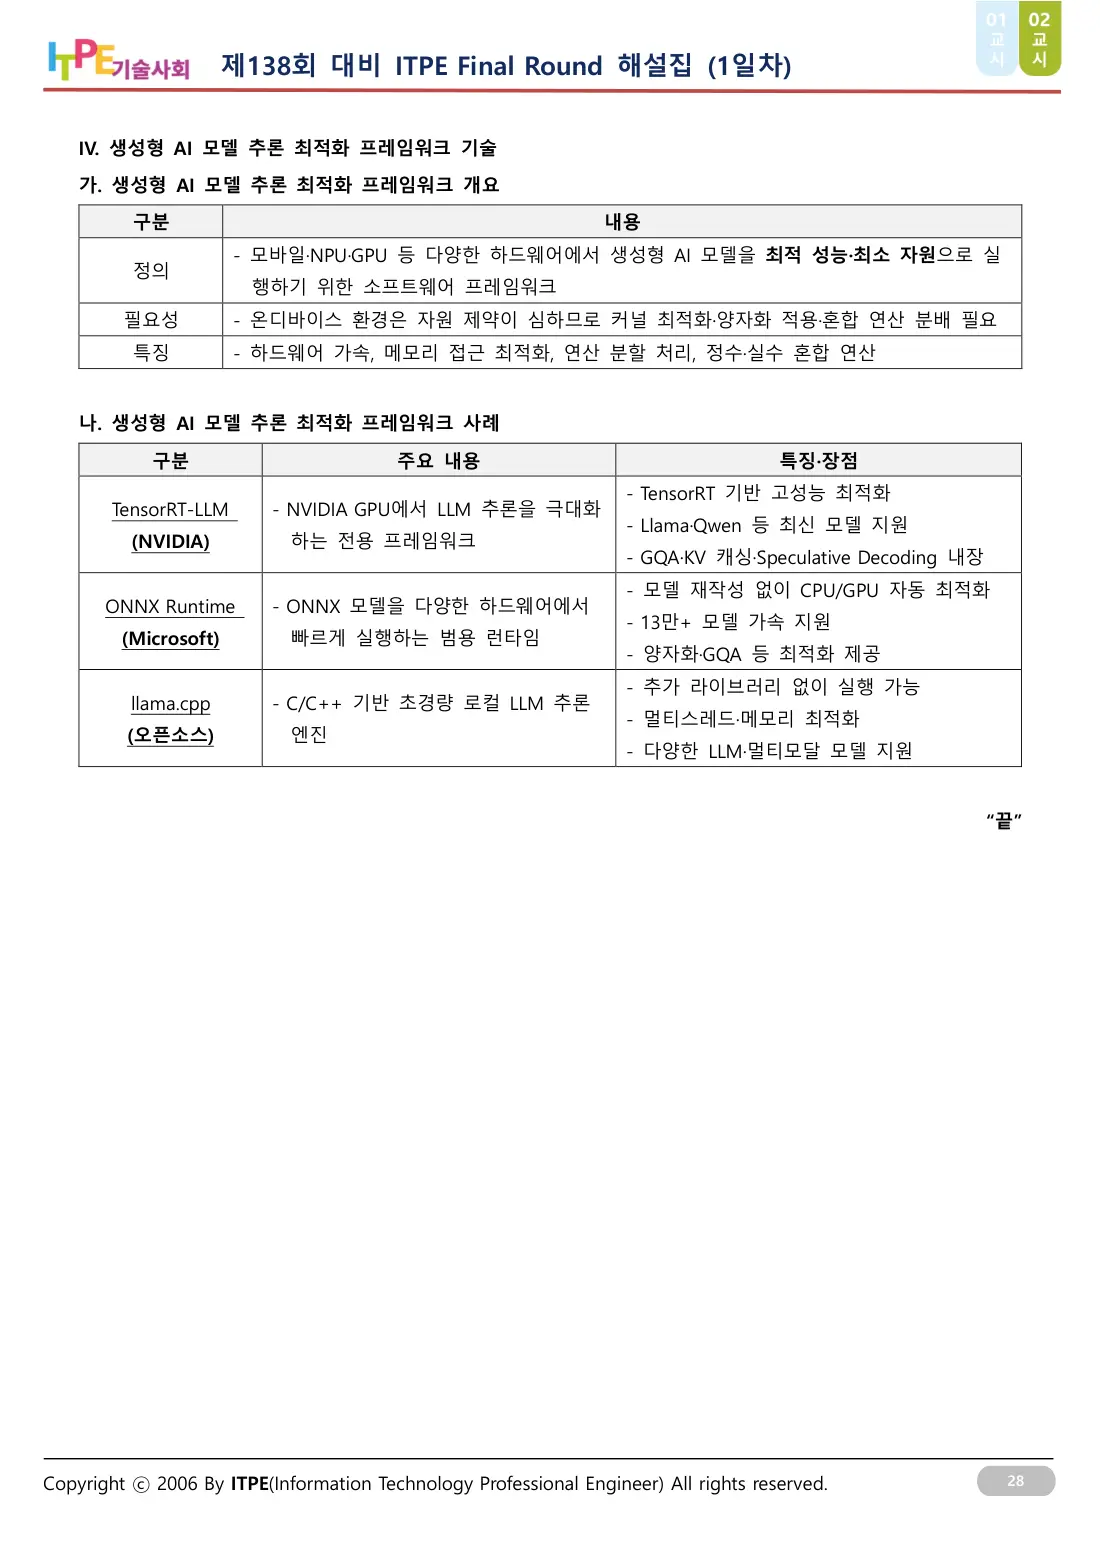 ITPE기술사회 제138회 대비 ITPE Final Round 해설집 (1일차)
01 교시
02 교시
IV. 생성형 AI 모델 추론 최적화 프레임워크 기술
가. 생성형 AI 모델 추론 최적화 프레임워크 개요
구분 내용
정의
- 모바일·NPU·GPU 등 다양한 하드웨어에서 생성형 AI 모델을 최적 성능·최소 자원으로 실
행하기 위한 소프트웨어 프레임워크
필요성 - 온디바이스 환경은 자원 제약이 심하므로 커널 최적화·양자화 적용·혼합 연산 분배 필요
특징 - 하드웨어 가속, 메모리 접근 최적화, 연산 분할 처리, 정수·실수 혼합 연산
나. 생성형 AI 모델 추론 최적화 프레임워크 사례
구분 주요 내용 특징·장점
TensorRT-LLM
(NVIDIA)
- NVIDIA GPU에서 LLM 추론을 극대화
하는 전용 프레임워크
- TensorRT 기반 고성능 최적화
- Llama·Qwen 등 최신 모델 지원
- GQA·KV 캐싱·Speculative Decoding 내장
ONNX Runtime
(Microsoft)
- ONNX 모델을 다양한 하드웨어에서
빠르게 실행하는 범용 런타임
- 모델 재작성 없이 CPU/GPU 자동 최적화
- 13만+ 모델 가속 지원
- 양자화·GQA 등 최적화 제공
llama.cpp
(오픈소스)
- C/C++ 기반 초경량 로컬 LLM 추론
엔진
- 추가 라이브러리 없이 실행 가능
- 멀티스레드·메모리 최적화
- 다양한 LLM·멀티모달 모델 지원
“끝”
Copyright ⓒ 2006 By ITPE(Information Technology Professional Engineer) All rights reserved.
28